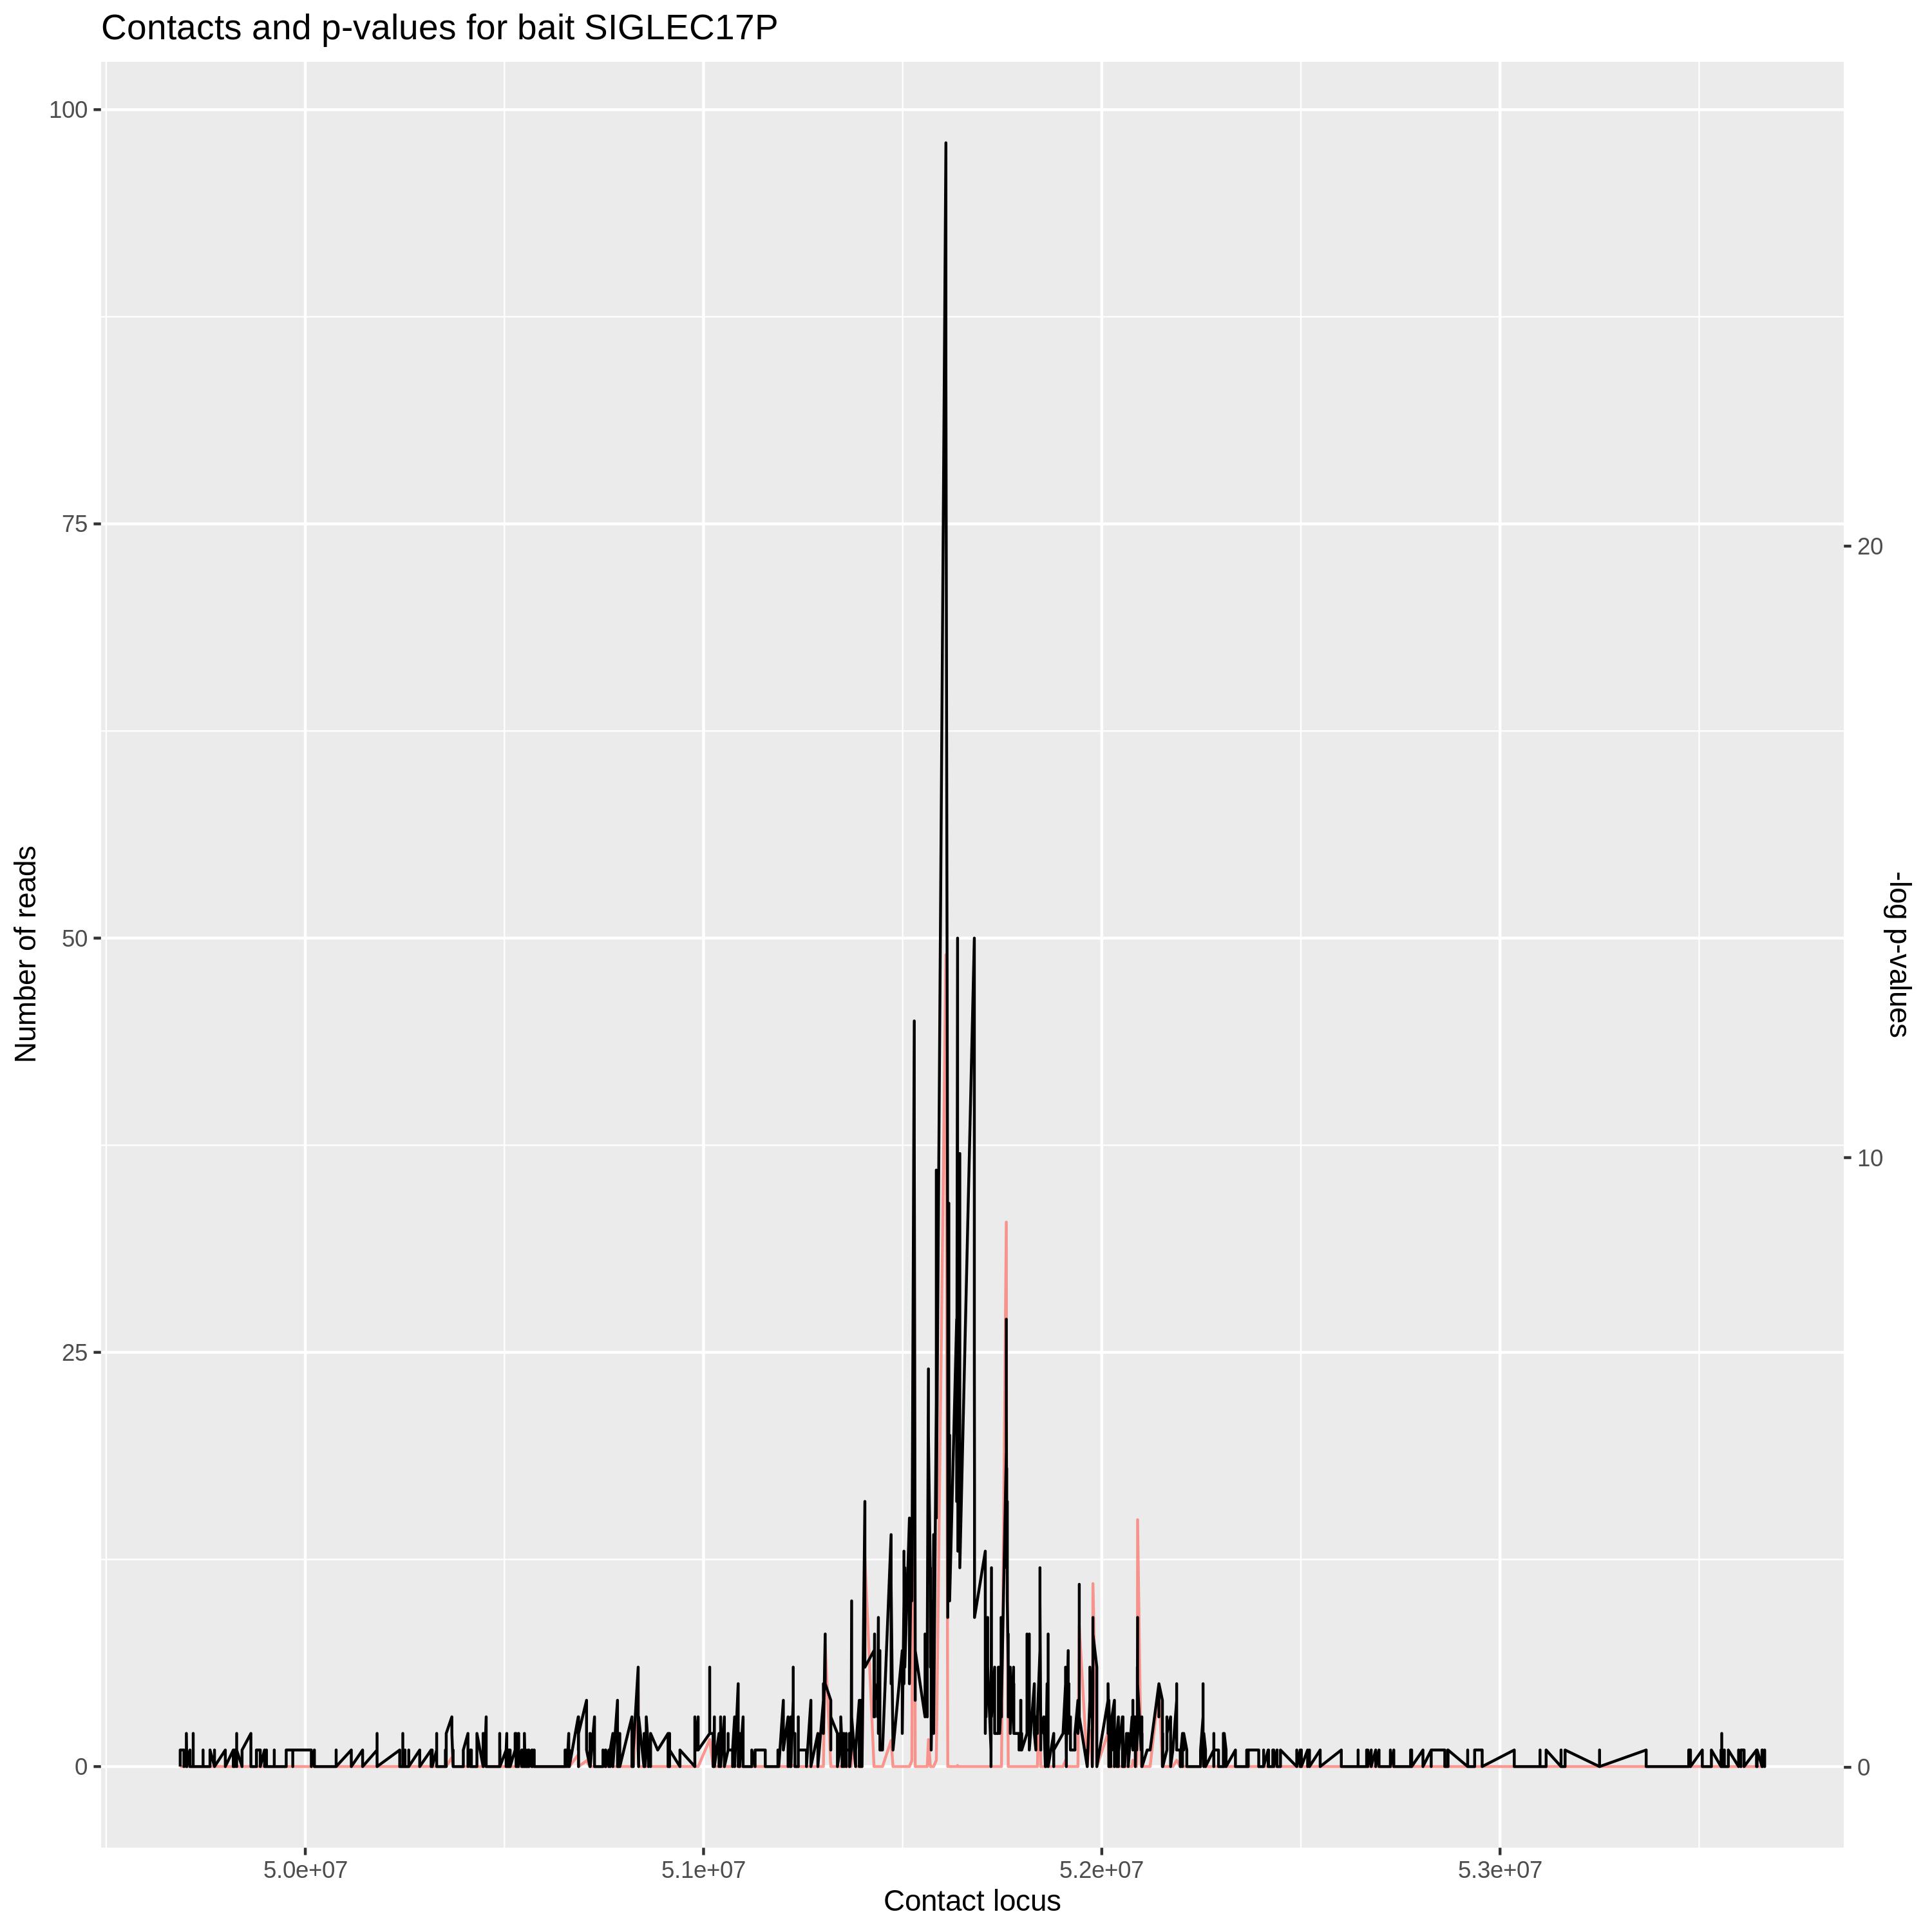 Contacts and p-values for bait SIGLEC17P
100
75
50
25
0
Number of reads
20
10
0
-log p-values
5.0e+07 5.1e+07 5.2e+07 5.3e+07
Contact locus